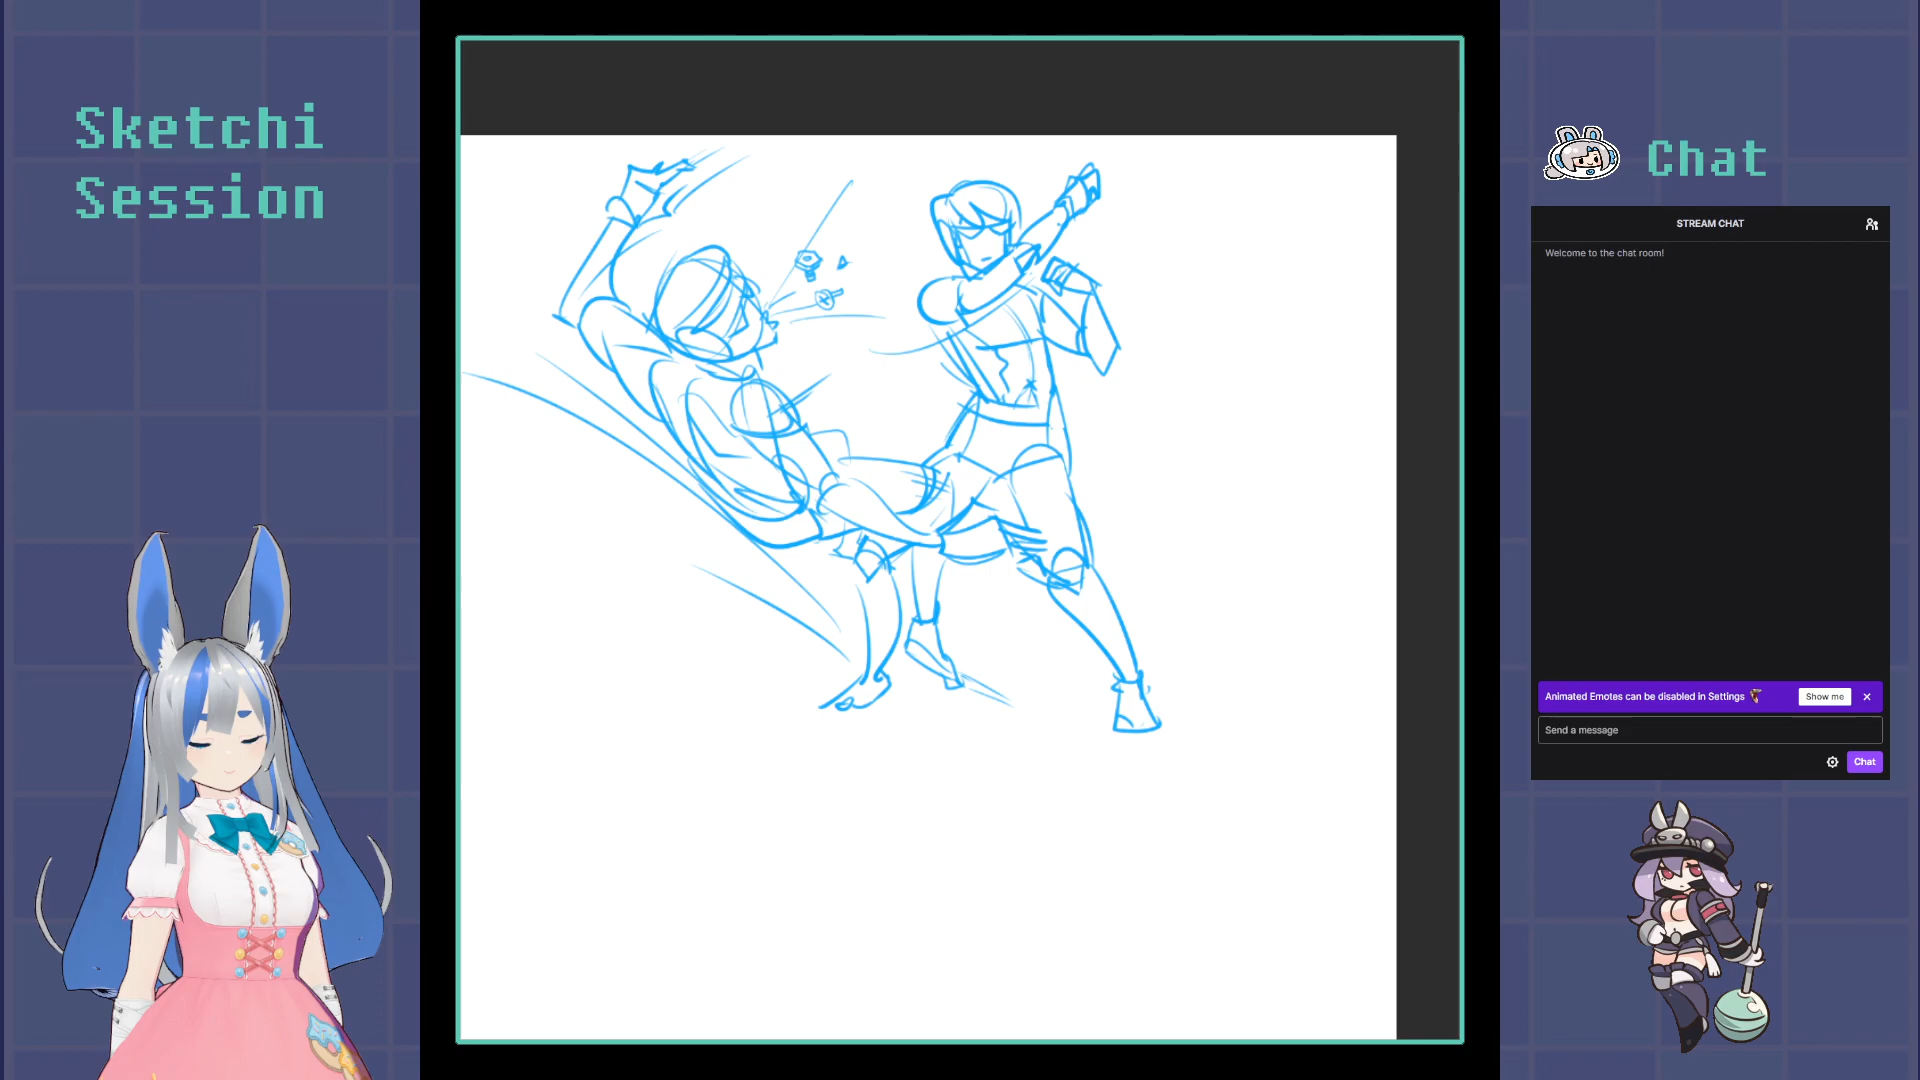 Sketchi
Session
Chat
STREAM CHAT
Welcome to the chat room!
Animated Emotes can be disabled in Settings
Show me
Send a message
Chat